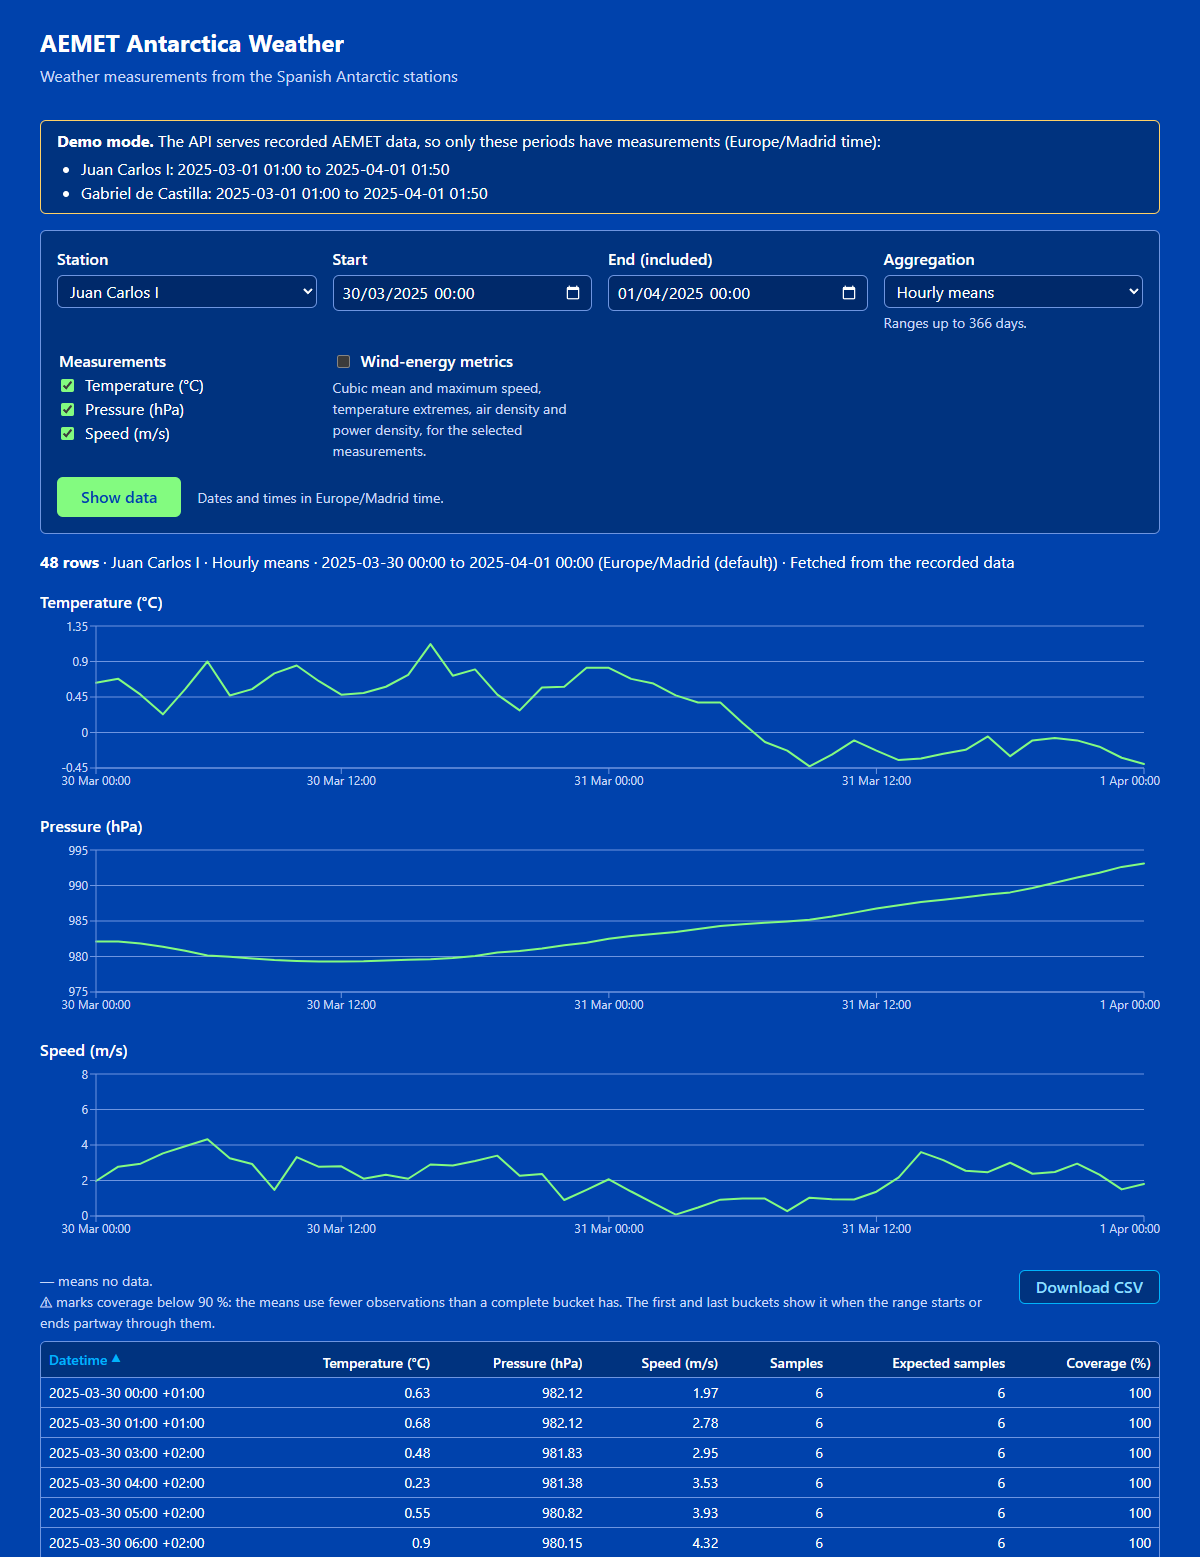 AEMET Antarctica Weather
Weather measurements from the Spanish Antarctic stations
Demo mode. The API serves recorded AEMET data, so only these periods have measurements (Europe/Madrid time):
• Juan Carlos I: 2025-03-01 01:00 to 2025-04-01 01:50
• Gabriel de Castilla: 2025-03-01 01:00 to 2025-04-01 01:50
Station Start End (included) Aggregation
Juan Carlos I 30/03/2025 00:00 01/04/2025 00:00 Hourly means
Ranges up to 366 days.
Measurements Wind-energy metrics
Temperature (°C)
Pressure (hPa)
Speed (m/s)
Cubic mean and maximum speed,
temperature extremes, air density and
power density, for the selected
measurements.
Show data Dates and times in Europe/Madrid time.
48 rows · Juan Carlos I · Hourly means · 2025-03-30 00:00 to 2025-04-01 00:00 (Europe/Madrid (default)) · Fetched from the recorded data
Temperature (°C)
1.35
0.9
0.45
0
-0.45
30 Mar 00:00 30 Mar 12:00 31 Mar 00:00 31 Mar 12:00 1 Apr 00:00
Pressure (hPa)
995
990
985
980
975
30 Mar 00:00 30 Mar 12:00 31 Mar 00:00 31 Mar 12:00 1 Apr 00:00
Speed (m/s)
8
6
4
2
0
30 Mar 00:00 30 Mar 12:00 31 Mar 00:00 31 Mar 12:00 1 Apr 00:00
— means no data.
⚠ marks coverage below 90 %: the means use fewer observations than a complete bucket has. The first and last buckets show it when the range starts or
ends partway through them.
Download CSV
Datetime ▲ Temperature (°C) Pressure (hPa) Speed (m/s) Samples Expected samples Coverage (%)
2025-03-30 00:00 +01:00 0.63 982.12 1.97 6 6 100
2025-03-30 01:00 +01:00 0.68 982.12 2.78 6 6 100
2025-03-30 03:00 +02:00 0.48 981.83 2.95 6 6 100
2025-03-30 04:00 +02:00 0.23 981.38 3.53 6 6 100
2025-03-30 05:00 +02:00 0.55 980.82 3.93 6 6 100
2025-03-30 06:00 +02:00 0.9 980.15 4.32 6 6 100